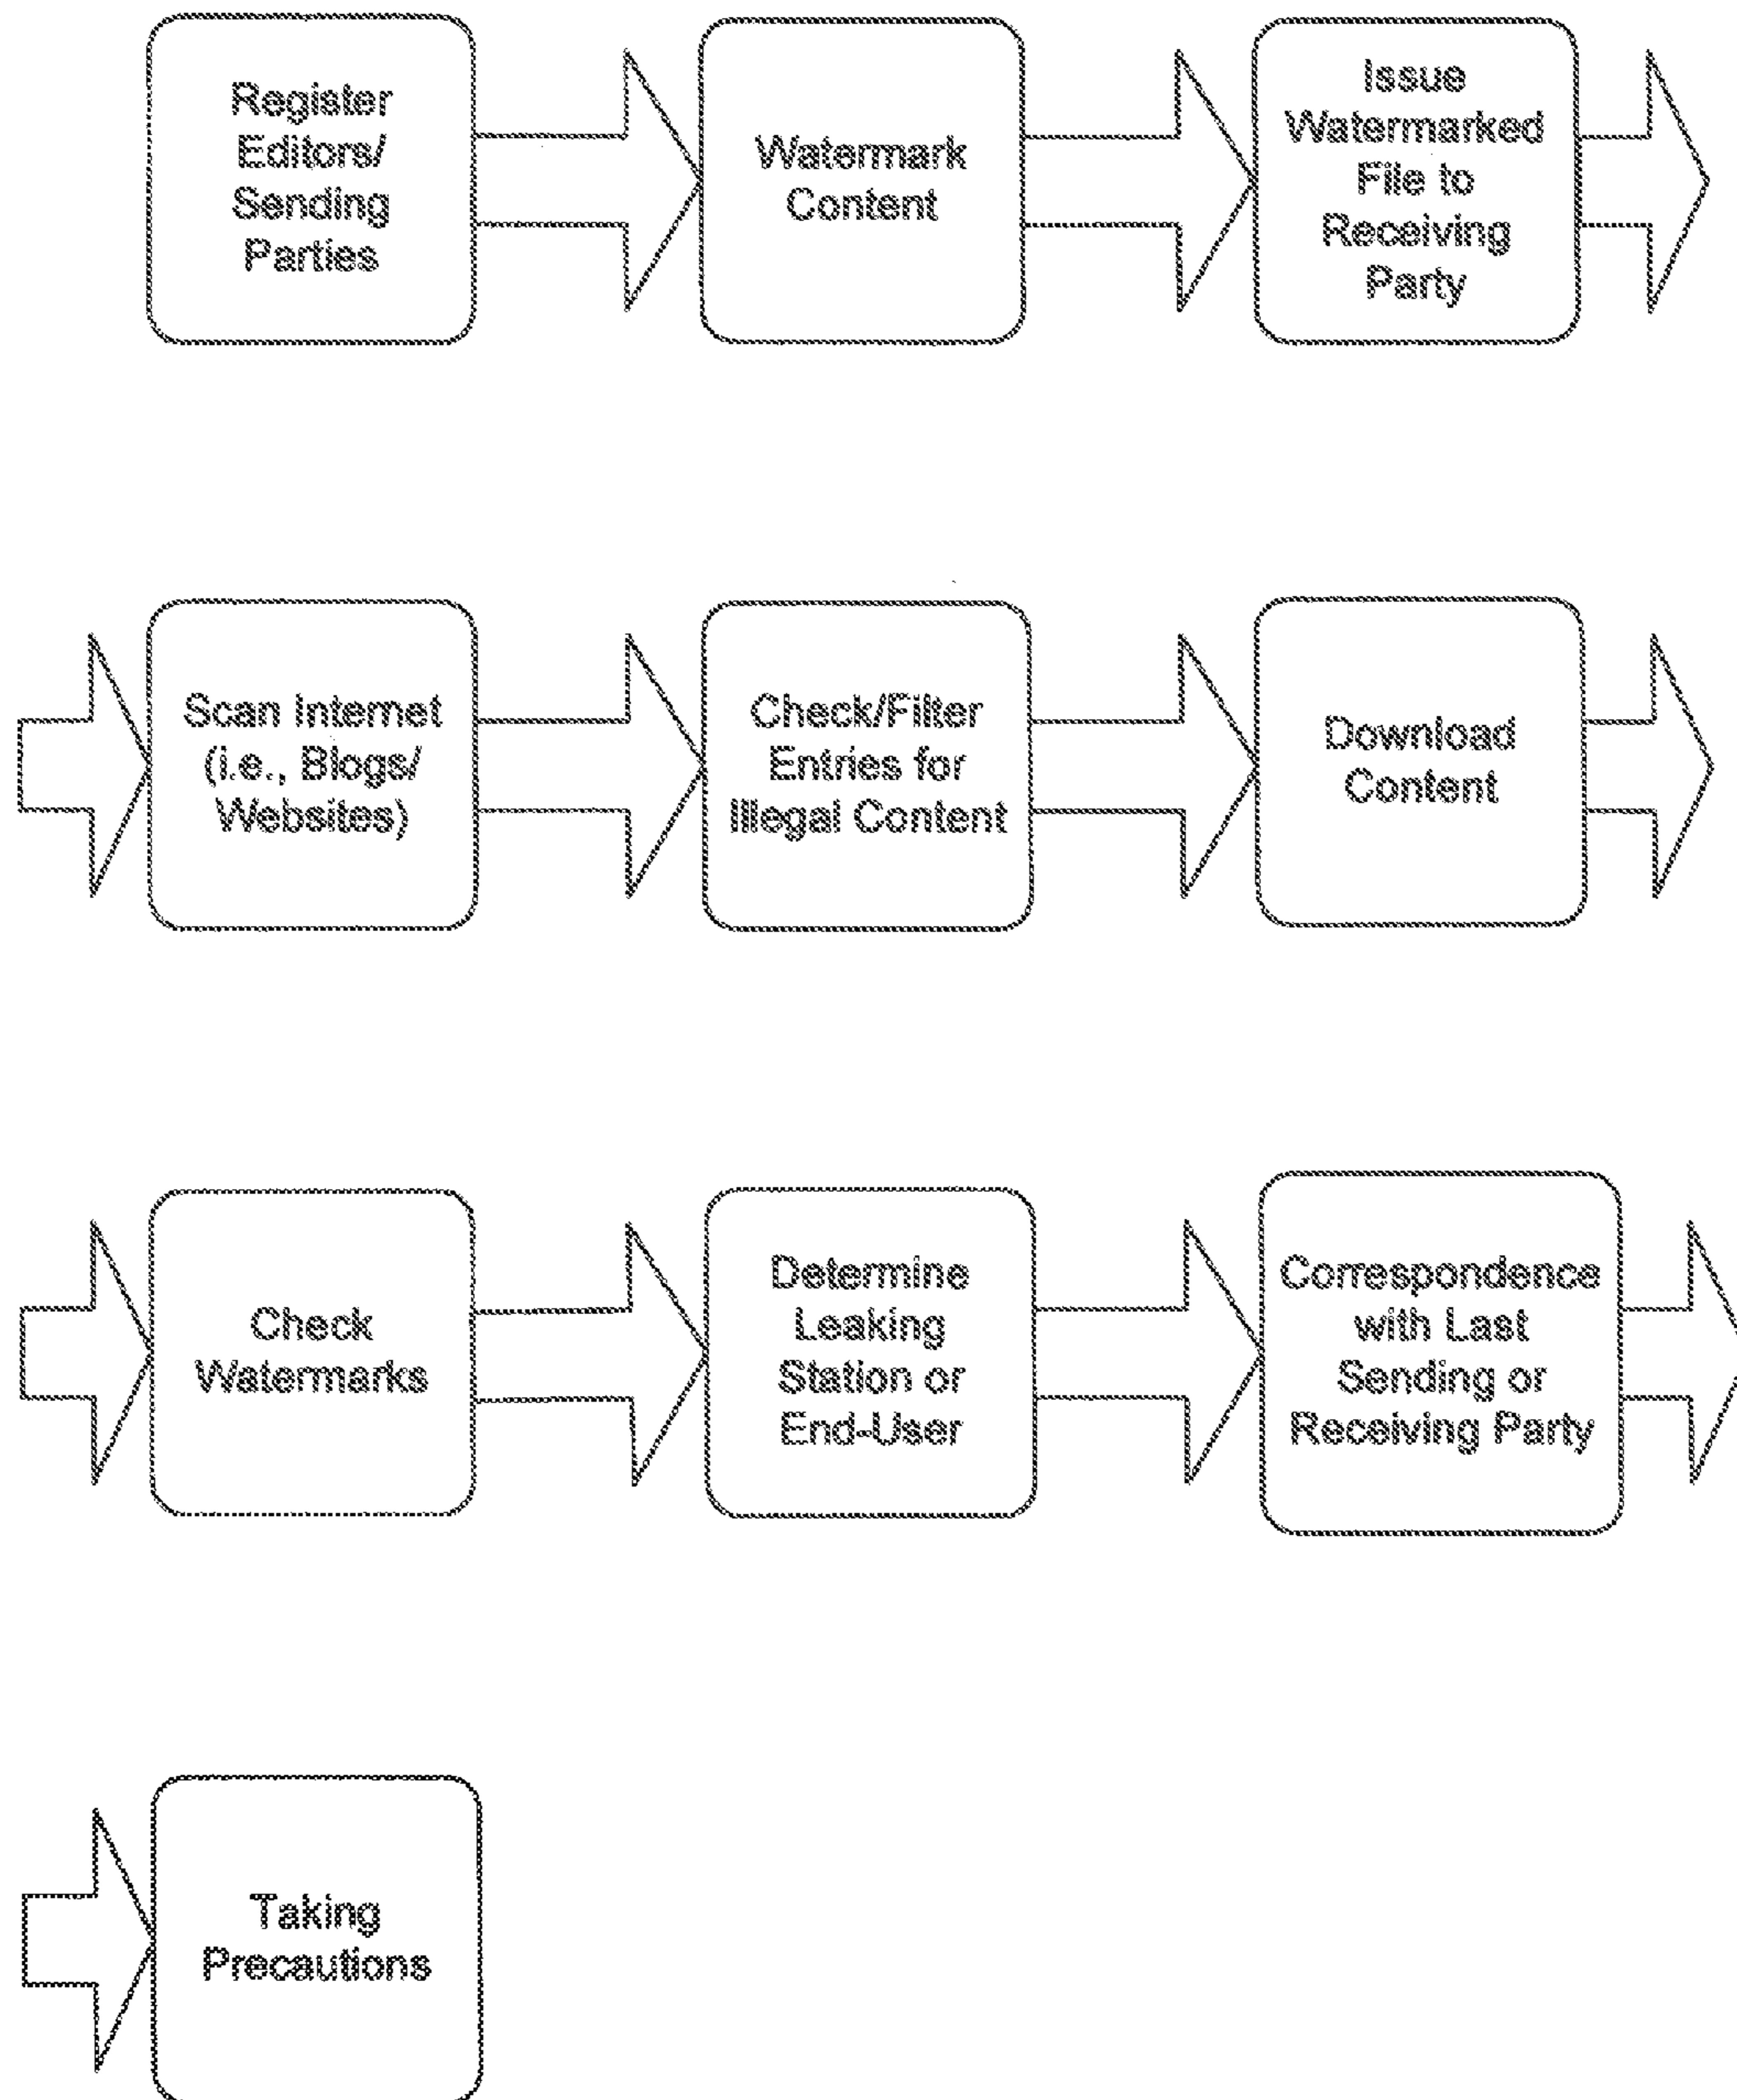 Register
Editors/
Sending
Parties
Watermark
Content
Issue
Watermarked
File to
Receiving
Party
Scan Internet
(i.e., Blogs/
Websites)
Check/Filter
Entries for
Illegal Content
Download
Content
Check
Watermarks
Determine
Leaking
Station or
End-User
Correspondence
with Last
Sending or
Receiving Party
Taking
Precautions